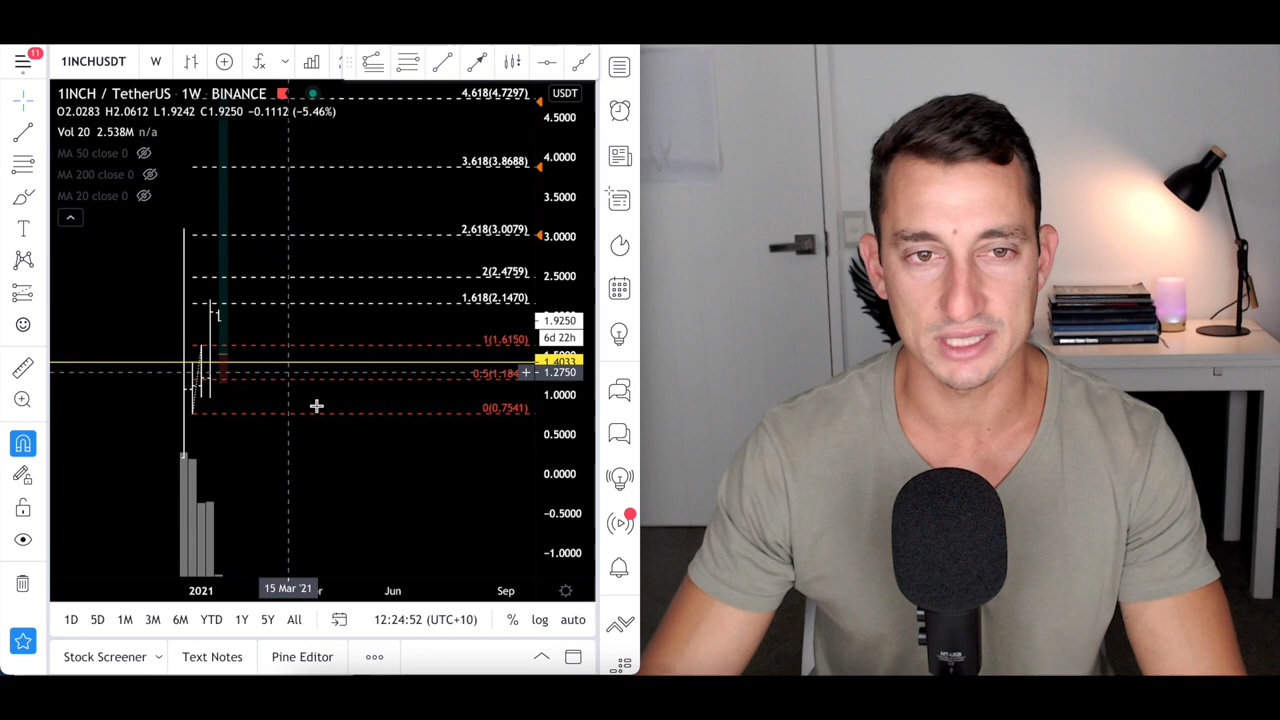 11
1INCHUSDT
W
1INCH / TetherUS
1W
BINANCE
USDT
O2.0283 H2.0612 L1.9242 C1.9250 −0.1112 (−5.46%)
Vol 20 2.538M n/a
MA 50 close 0
MA 200 close 0
MA 20 close 0
4.618(4.7297)
3.618(3.8688)
2.618(3.0079)
2(2.4759)
1.618(2.1470)
1(1.6150)
0(0.7541)
4.5000
4.0000
3.5000
3.0000
2.5000
1.9250
6d 22h
1.4033
1.2750
1.0000
0.5000
0.0000
−0.5000
−1.0000
2021
15 Mar '21
Jun
Sep
1D 5D 1M 3M 6M YTD 1Y 5Y All
12:24:52 (UTC+10)
% log auto
Stock Screener
Text Notes
Pine Editor
NT-USB